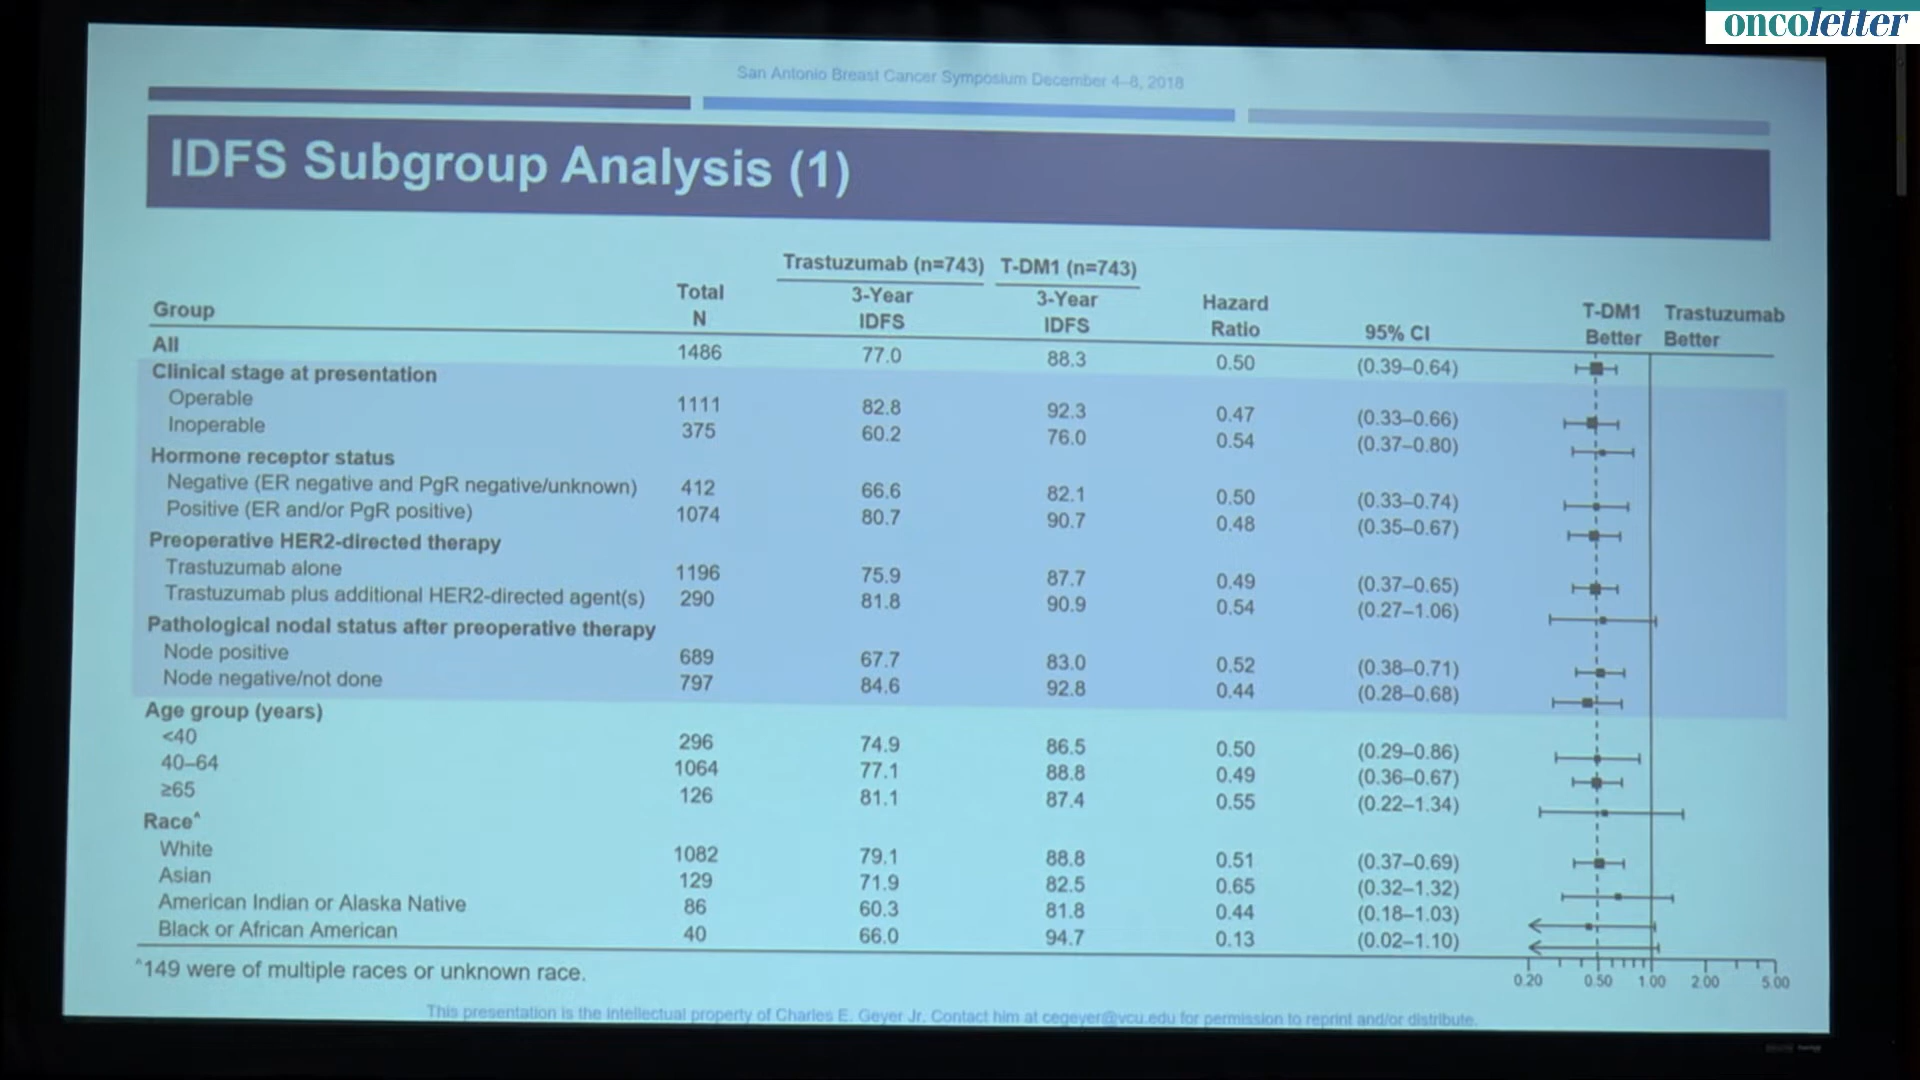 oncoletter
San Antonio Breast Cancer Symposium December 4–8, 2018
IDFS Subgroup Analysis (1)
Trastuzumab (n=743) T-DM1 (n=743)
Group Total N 3-Year IDFS 3-Year IDFS Hazard Ratio 95% CI T-DM1 Better Trastuzumab Better
All 1486 77.0 88.3 0.50 (0.39–0.64)
Clinical stage at presentation
Operable 1111 82.8 92.3 0.47 (0.33–0.66)
Inoperable 375 60.2 76.0 0.54 (0.37–0.80)
Hormone receptor status
Negative (ER negative and PgR negative/unknown) 412 66.6 82.1 0.50 (0.33–0.74)
Positive (ER and/or PgR positive) 1074 80.7 90.7 0.48 (0.35–0.67)
Preoperative HER2-directed therapy
Trastuzumab alone 1196 75.9 87.7 0.49 (0.37–0.65)
Trastuzumab plus additional HER2-directed agent(s) 290 81.8 90.9 0.54 (0.27–1.06)
Pathological nodal status after preoperative therapy
Node positive 689 67.7 83.0 0.52 (0.38–0.71)
Node negative/not done 797 84.6 92.8 0.44 (0.28–0.68)
Age group (years)
<40 296 74.9 86.5 0.50 (0.29–0.86)
40–64 1064 77.1 88.8 0.49 (0.36–0.67)
≥65 126 81.1 87.4 0.55 (0.22–1.34)
Race^
White 1082 79.1 88.8 0.51 (0.37–0.69)
Asian 129 71.9 82.5 0.65 (0.32–1.32)
American Indian or Alaska Native 86 60.3 81.8 0.44 (0.18–1.03)
Black or African American 40 66.0 94.7 0.13 (0.02–1.10)
0.20 0.50 1.00 2.00 5.00
^149 were of multiple races or unknown race.
This presentation is the intellectual property of Charles E. Geyer Jr. Contact him at cegeyer@vcu.edu for permission to reprint and/or distribute.